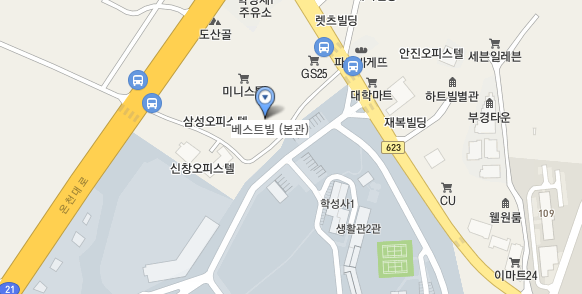 주유소
도산골
렛츠빌딩
GS25
안진오피스텔
세븐일레븐
미니스톱
대학마트
하트빌별관
부경타운
삼성오피스텔
베스트빌 (본관)
재복빌딩
623
신창오피스텔
온천대로
학성사1
생활관2관
CU
웰원룸
109
이마트24
21